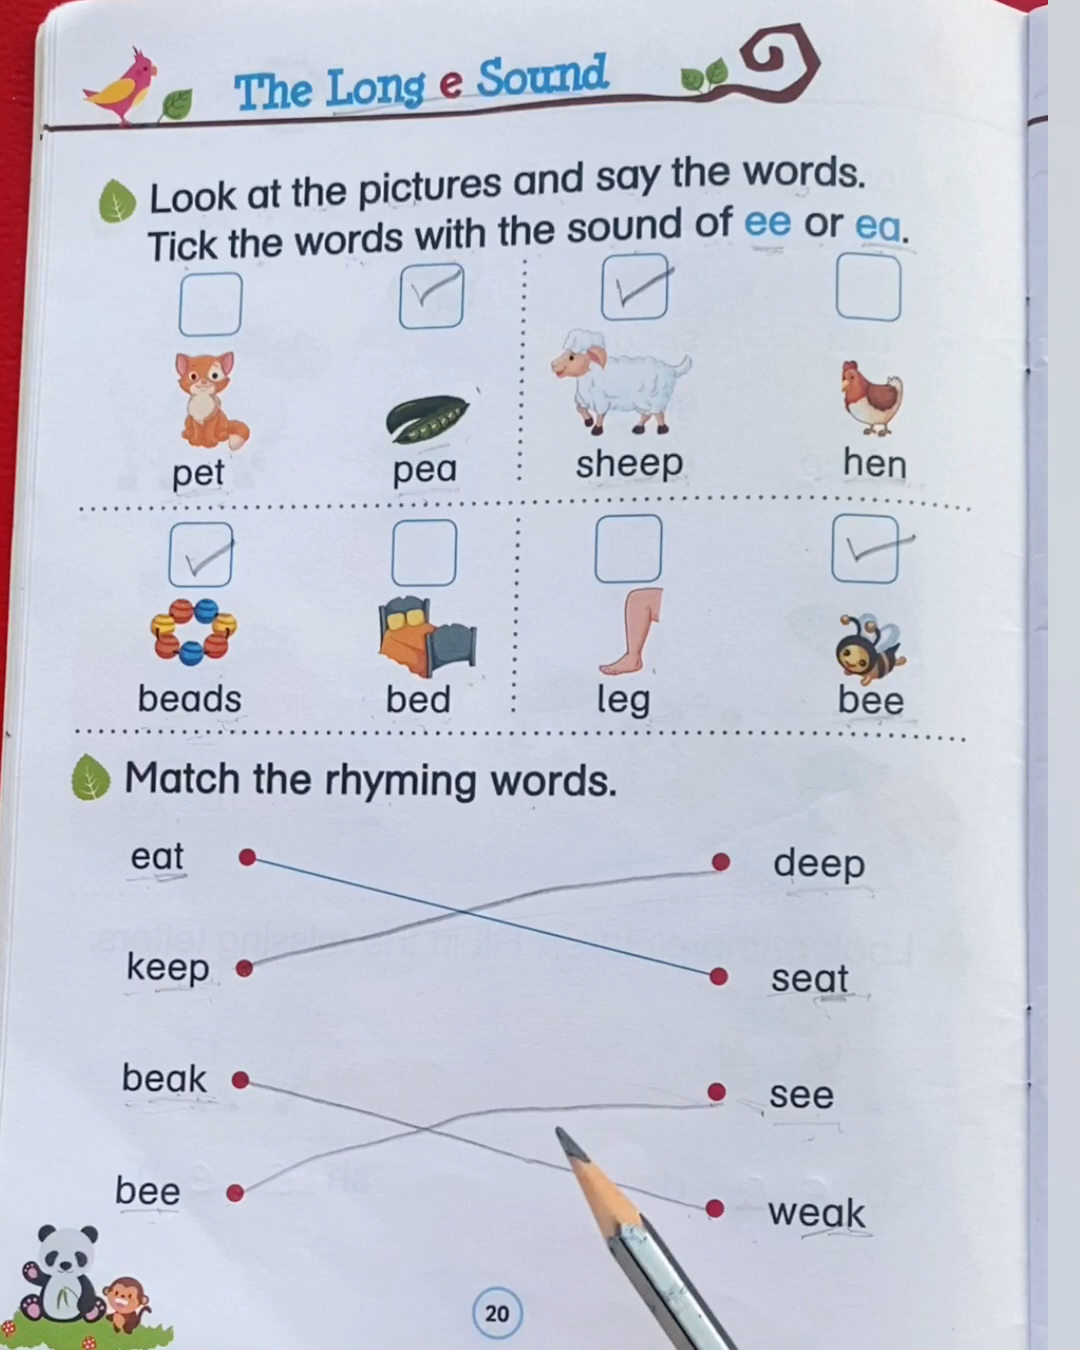 The Long e Sound
Look at the pictures and say the words.
Tick the words with the sound of ee or ea.
pet pea sheep hen
beads bed leg bee
Match the rhyming words.
eat deep
keep seat
beak see
bee weak
20